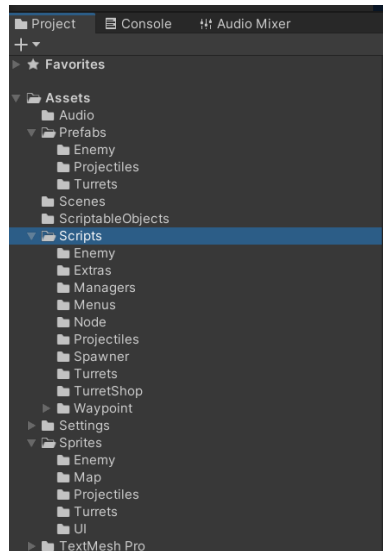 Project Console Audio Mixer
Favorites
Assets
Audio
Prefabs
Enemy
Projectiles
Turrets
Scenes
ScriptableObjects
Scripts
Enemy
Extras
Managers
Menus
Node
Projectiles
Spawner
Turrets
TurretShop
Waypoint
Settings
Sprites
Enemy
Map
Projectiles
Turrets
UI
TextMesh Pro